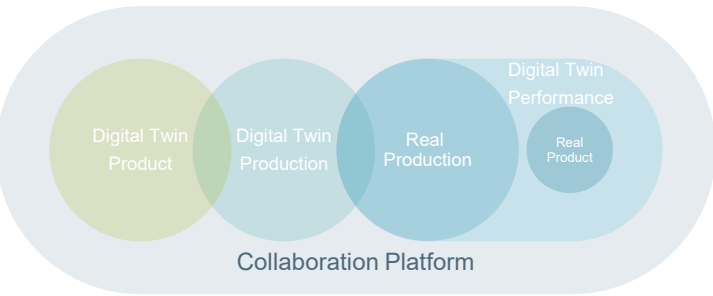 Digital Twin
Product
Digital Twin
Production
Real
Production
Digital Twin
Performance
Real
Product
Collaboration Platform